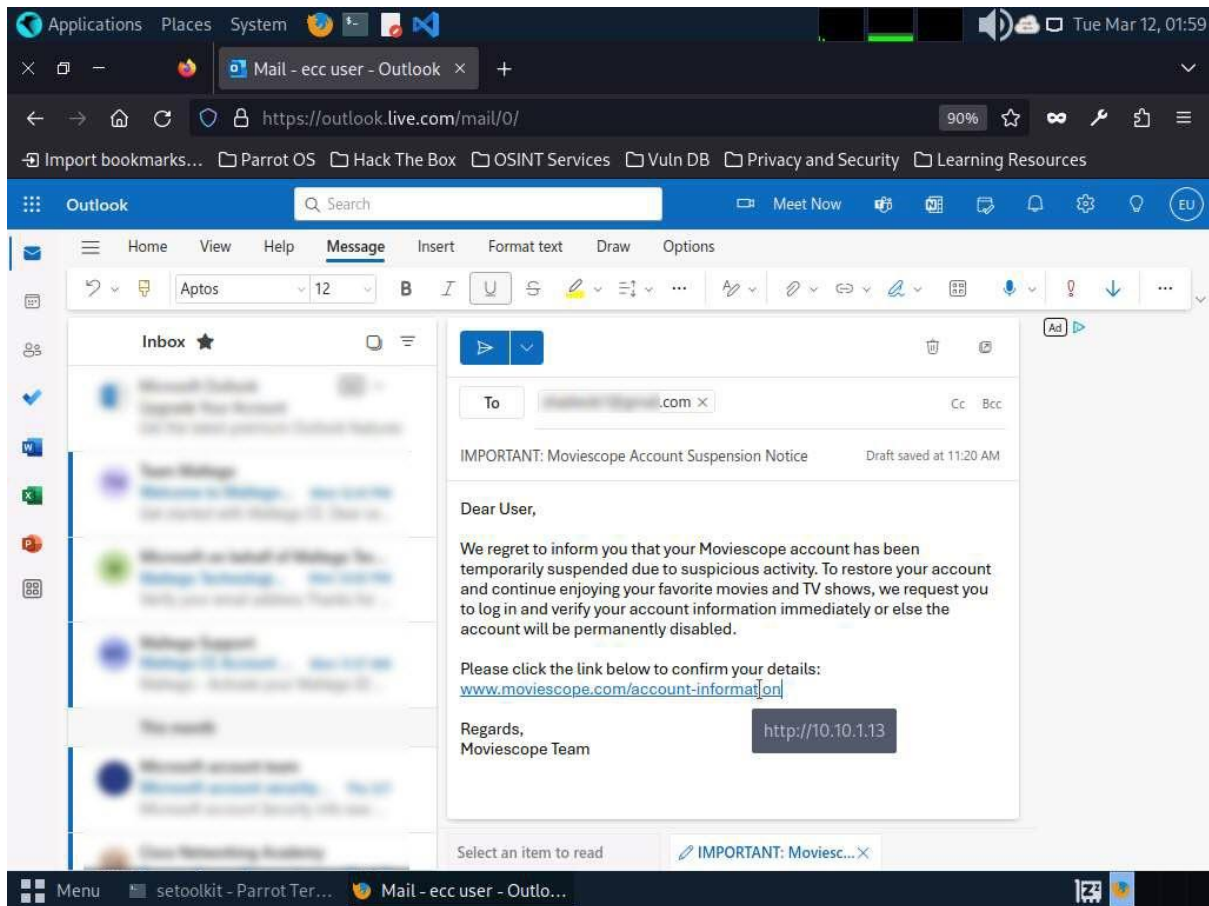 Applications Places System Tue Mar 12, 01:59
Mail - ecc user - Outlook
https://outlook.live.com/mail/0/ 90%
Import bookmarks... Parrot OS Hack The Box OSINT Services Vuln DB Privacy and Security Learning Resources
Outlook Search Meet Now EU
Home View Help Message Insert Format text Draw Options
Aptos 12 B I U S ... ...
Inbox Ad
To .com Cc Bcc
IMPORTANT: Moviescope Account Suspension Notice Draft saved at 11:20 AM
Dear User,
We regret to inform you that your Moviescope account has been
temporarily suspended due to suspicious activity. To restore your account
and continue enjoying your favorite movies and TV shows, we request you
to log in and verify your account information immediately or else the
account will be permanently disabled.
Please click the link below to confirm your details:
www.moviescope.com/account-information
Regards,
Moviescope Team
http://10.10.1.13
Select an item to read IMPORTANT: Moviesc...
Menu setoolkit - Parrot Ter... Mail - ecc user - Outlo...